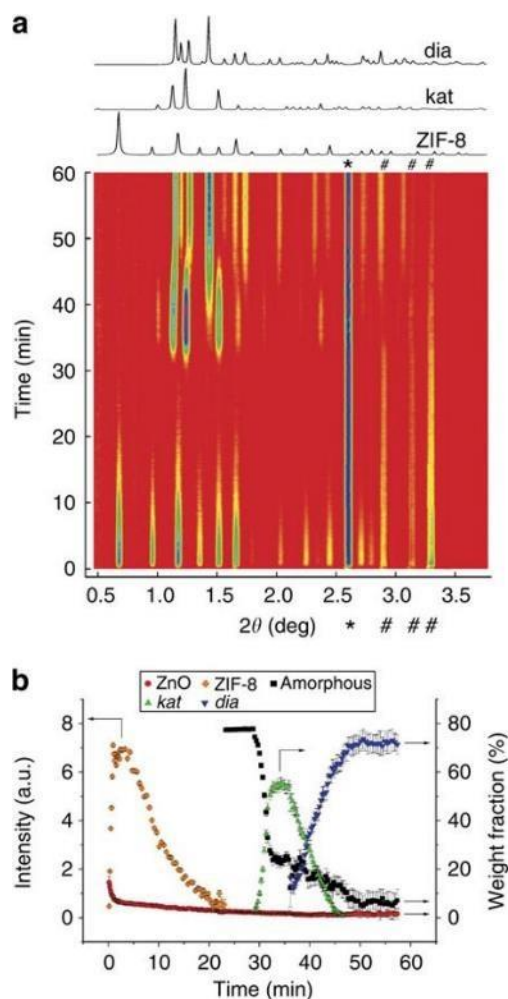 a
dia
kat
ZIF-8
* # # #
60
50
40
30
20
10
0
Time (min)
0.5 1.0 1.5 2.0 2.5 3.0 3.5
2θ (deg) * # # #
b
ZnO ZIF-8 Amorphous
kat dia
8 80
6 60
4 40
2 20
0 0
Intensity (a.u.)
Weight fraction (%)
0 10 20 30 40 50 60
Time (min)